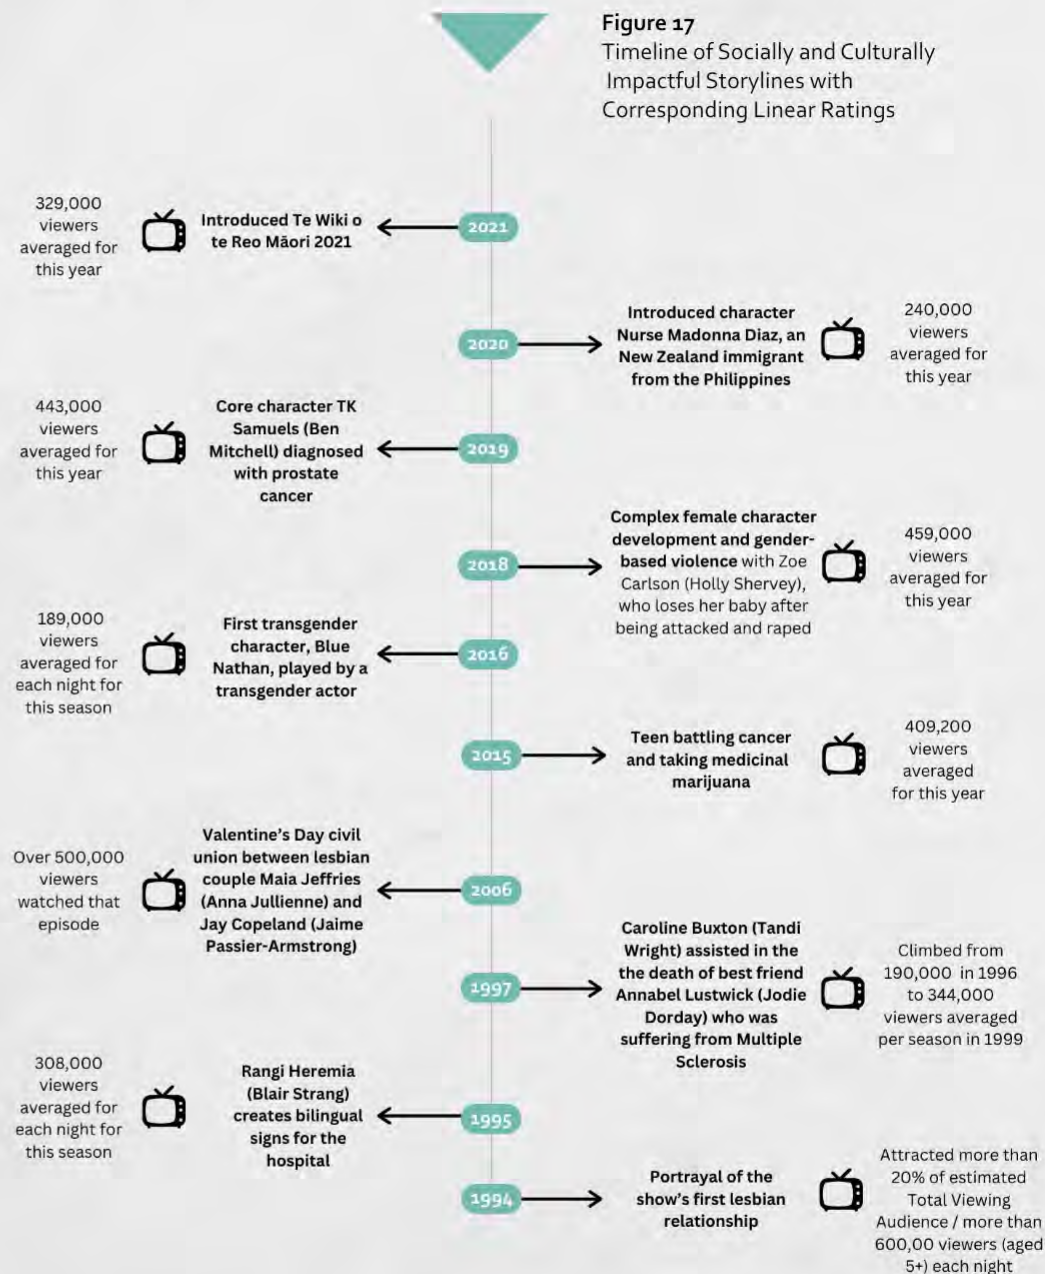 Figure 17
Timeline of Socially and Culturally
Impactful Storylines with
Corresponding Linear Ratings
329,000
viewers
averaged for
this year
Introduced Te Wiki o
te Reo Māori 2021
2021
2020
Introduced character
Nurse Madonna Diaz, an
New Zealand immigrant
from the Philippines
240,000
viewers
averaged for
this year
443,000
viewers
averaged for
this year
Core character TK
Samuels (Ben
Mitchell) diagnosed
with prostate
cancer
2019
2018
Complex female character
development and gender-
based violence with Zoe
Carlson (Holly Shervey),
who loses her baby after
being attacked and raped
459,000
viewers
averaged for
this year
189,000
viewers
averaged for
each night for
this season
First transgender
character, Blue
Nathan, played by a
transgender actor
2016
2015
Teen battling cancer
and taking medicinal
marijuana
409,200
viewers
averaged
for this year
Over 500,000
viewers
watched that
episode
Valentine's Day civil
union between lesbian
couple Maia Jeffries
(Anna Jullienne) and
Jay Copeland (Jaime
Passier-Armstrong)
2006
1997
Caroline Buxton (Tandi
Wright) assisted in the
the death of best friend
Annabel Lustwick (Jodie
Dorday) who was
suffering from Multiple
Sclerosis
Climbed from
190,000 in 1996
to 344,000
viewers averaged
per season in 1999
308,000
viewers
averaged for
each night for
this season
Rangi Heremia
(Blair Strang)
creates bilingual
signs for the
hospital
1995
1994
Portrayal of the
show's first lesbian
relationship
Attracted more than
20% of estimated
Total Viewing
Audience / more than
600,00 viewers (aged
5+) each night